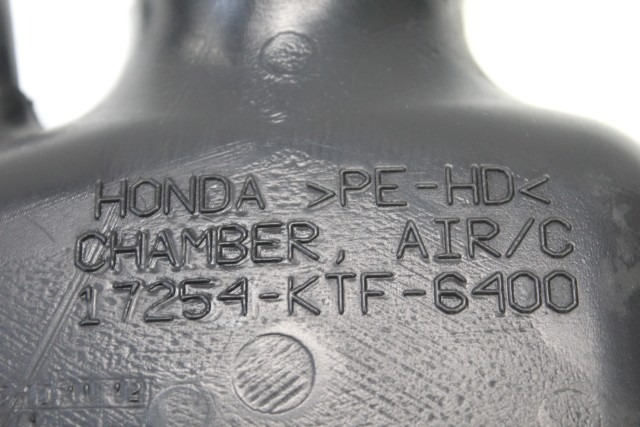 HONDA >PE-HD<
CHAMBER, AIR/C
17254-KTF-6400